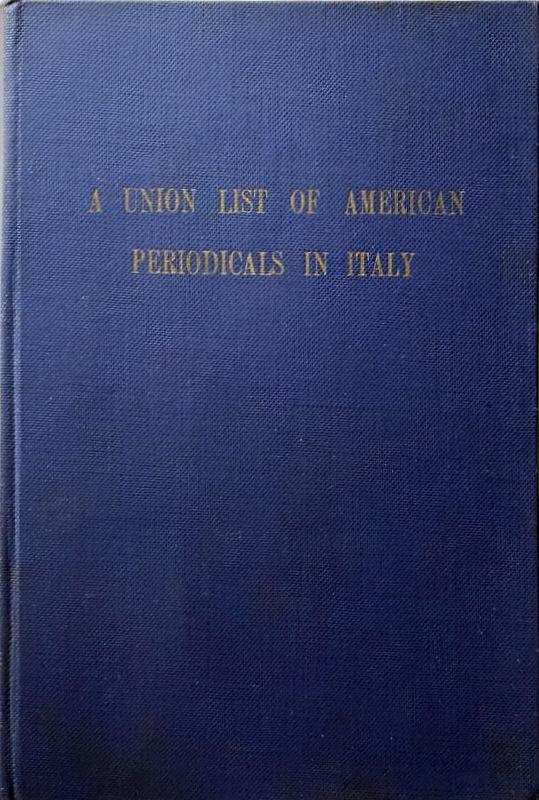 A UNION LIST OF AMERICAN
PERIODICALS IN ITALY